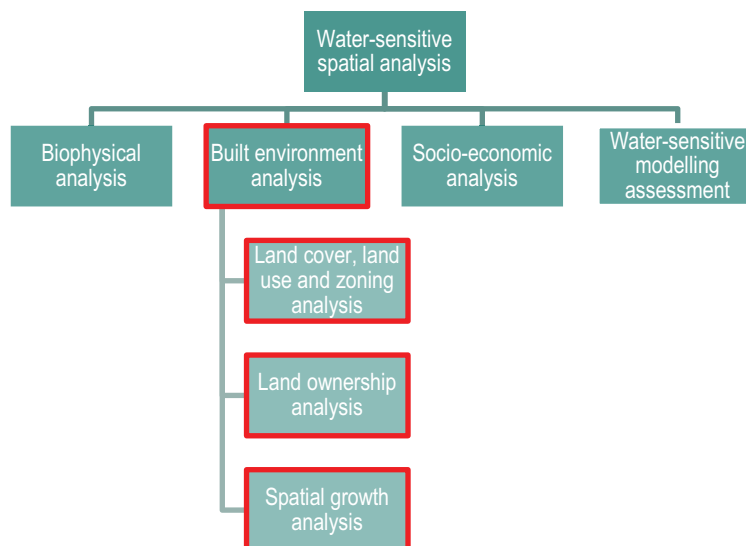 Water-sensitive
spatial analysis
Biophysical
analysis
Built environment
analysis
Socio-economic
analysis
Water-sensitive
modelling
assessment
Land cover, land
use and zoning
analysis
Land ownership
analysis
Spatial growth
analysis